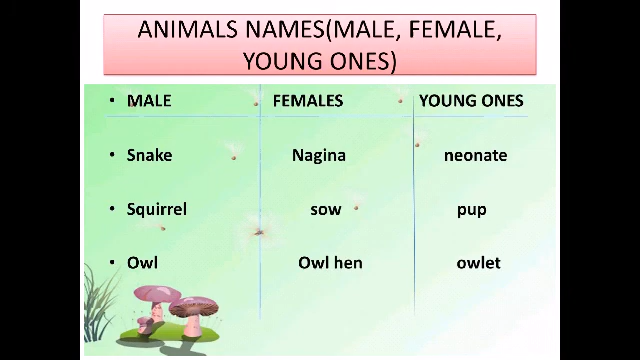 ANIMALS NAMES(MALE, FEMALE,
YOUNG ONES)
• MALE FEMALES YOUNG ONES
• Snake Nagina neonate
• Squirrel sow pup
• Owl Owl hen owlet